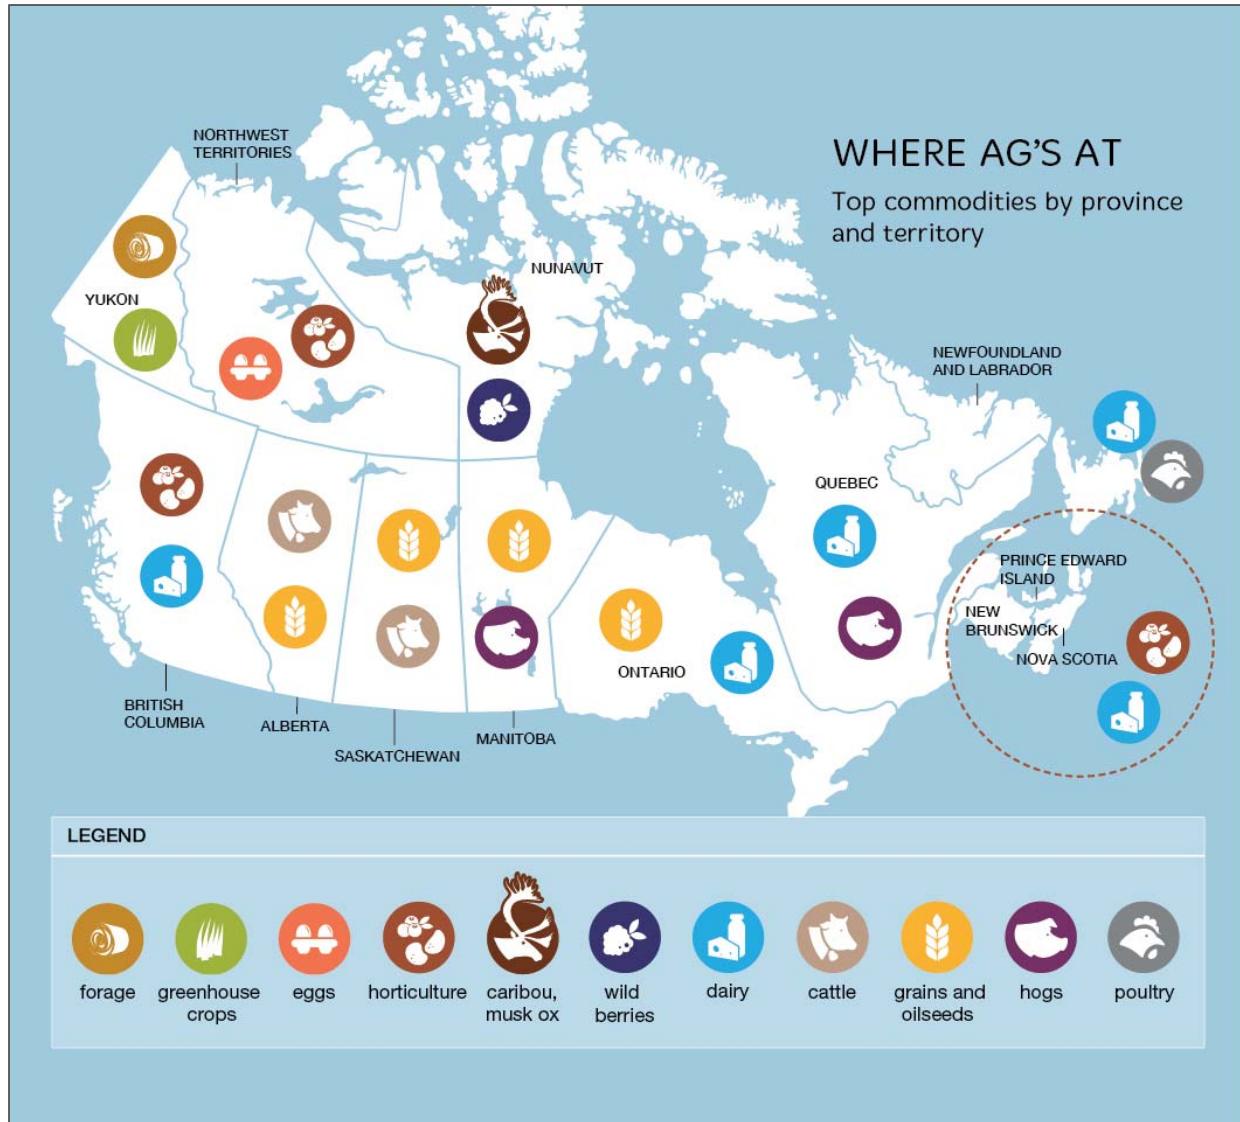 WHERE AG'S AT
Top commodities by province
and territory
NORTHWEST
TERRITORIES
YUKON
NUNAVUT
NEWFOUNDLAND
AND LABRADOR
QUEBEC
PRINCE EDWARD
ISLAND
NEW
BRUNSWICK
NOVA SCOTIA
ONTARIO
BRITISH
COLUMBIA
ALBERTA
SASKATCHEWAN
MANITOBA
LEGEND
forage
greenhouse
crops
eggs
horticulture
caribou,
musk ox
wild
berries
dairy
cattle
grains and
oilseeds
hogs
poultry